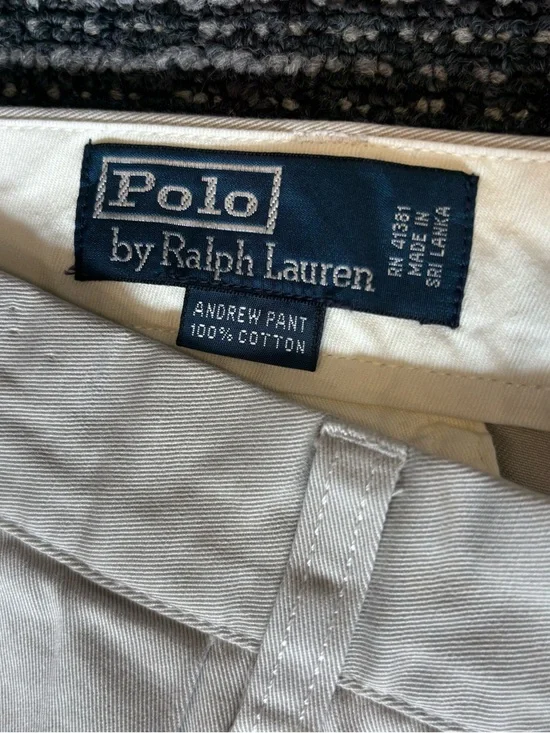 Polo
by Ralph Lauren
RN 41381
MADE IN
SRI LANKA
ANDREW PANT
100% COTTON